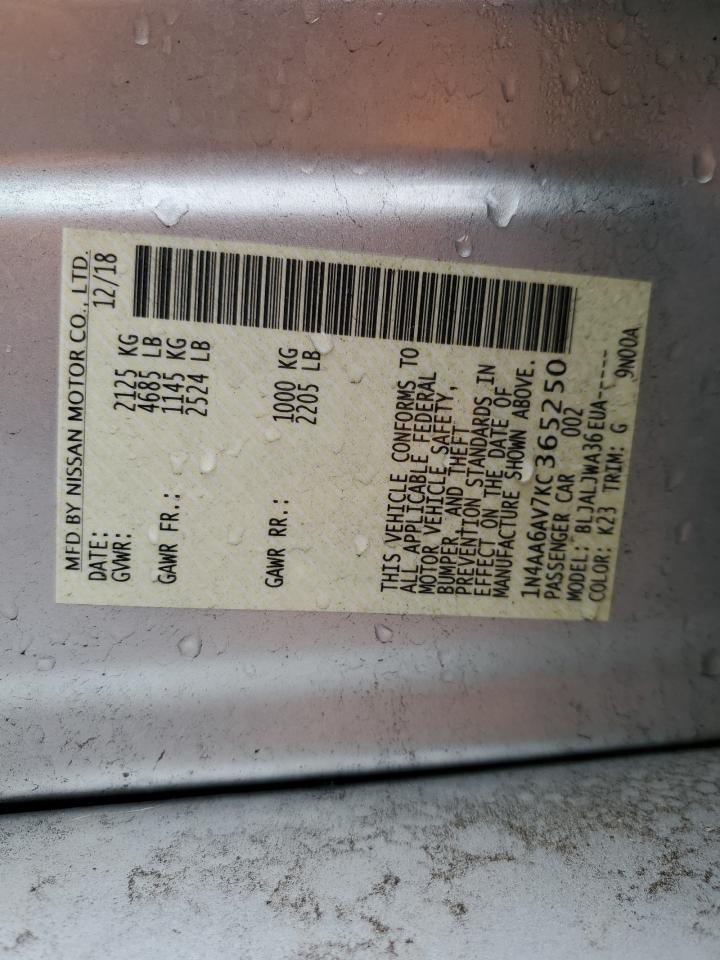 MFD BY NISSAN MOTOR CO., LTD.
DATE: 12/18
GVWR: 2125 KG
4685 LB
GAWR FR.: 1145 KG
2524 LB
GAWR RR.: 1000 KG
2205 LB
THIS VEHICLE CONFORMS TO
ALL APPLICABLE FEDERAL
MOTOR VEHICLE SAFETY,
BUMPER, AND THEFT
PREVENTION STANDARDS IN
EFFECT ON THE DATE OF
MANUFACTURE SHOWN ABOVE.
1N4AA6AV7KC365250
PASSENGER CAR 002
MODEL: BLJALJWA36EUA-----
COLOR: K23 TRIM: G 9N00A